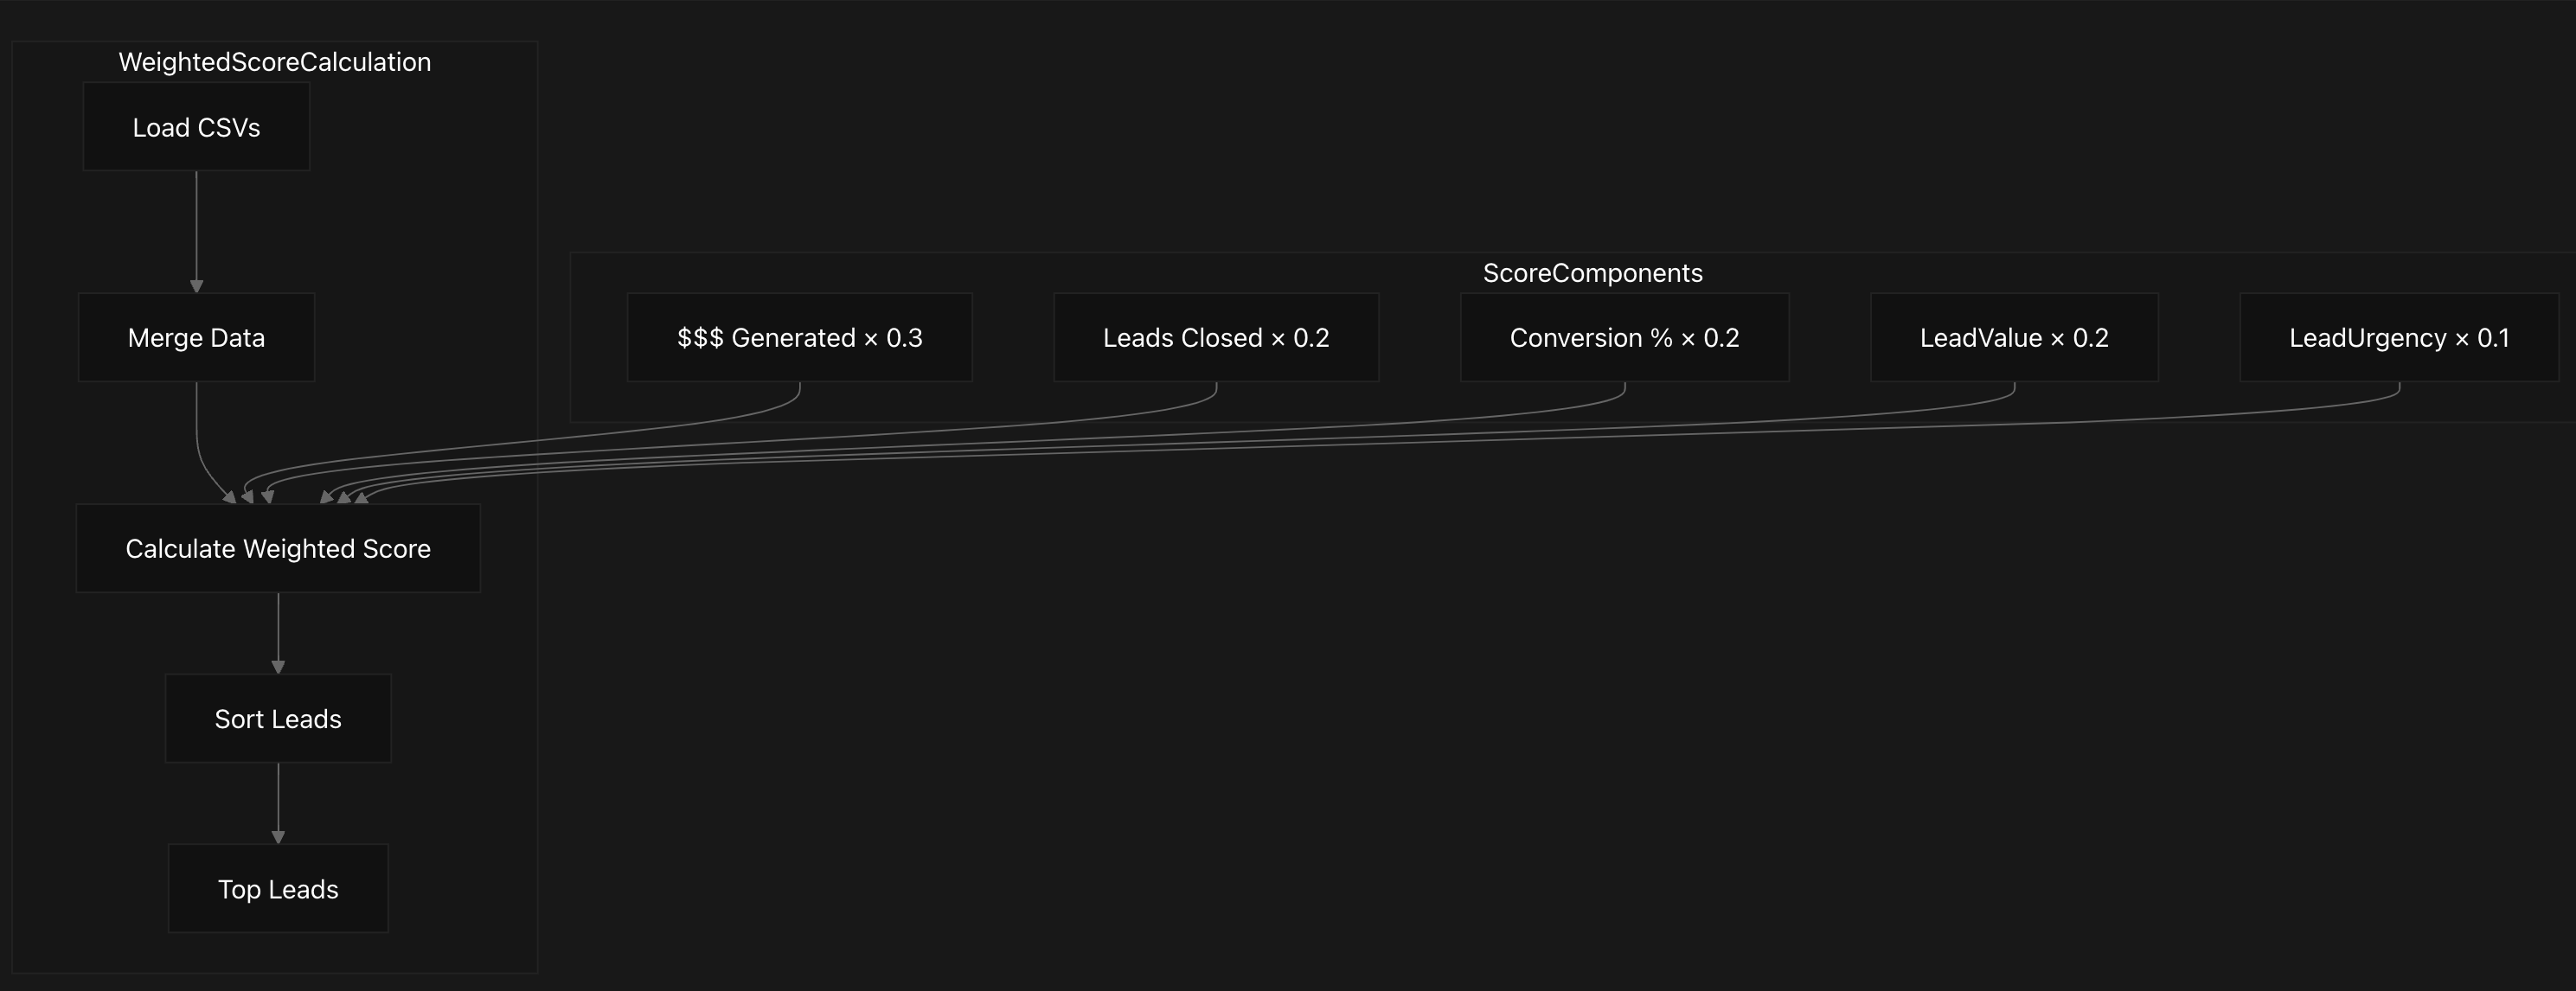 WeightedScoreCalculation
Load CSVs
Merge Data
ScoreComponents
$$$ Generated × 0.3
Leads Closed × 0.2
Conversion % × 0.2
LeadValue × 0.2
LeadUrgency × 0.1
Calculate Weighted Score
Sort Leads
Top Leads